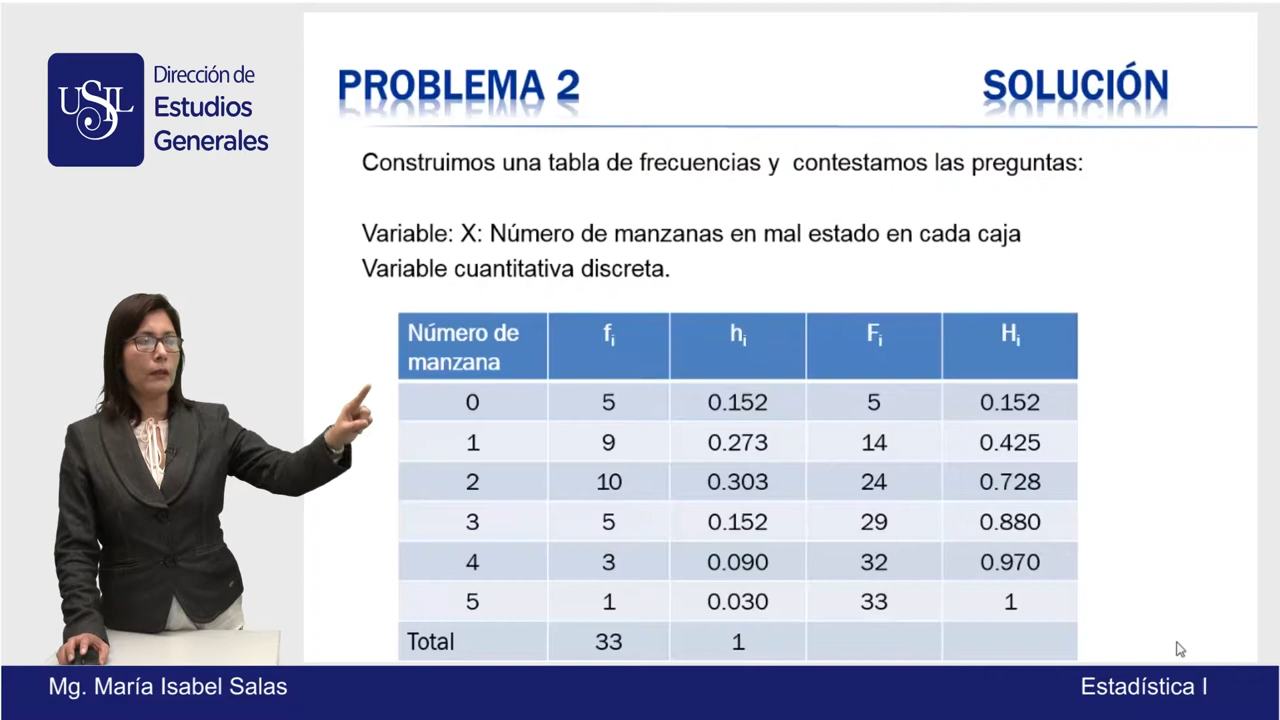 USIL
Dirección de
Estudios
Generales
PROBLEMA 2
SOLUCIÓN
Construimos una tabla de frecuencias y contestamos las preguntas:
Variable: X: Número de manzanas en mal estado en cada caja
Variable cuantitativa discreta.
Número de manzana fi hi Fi Hi
0 5 0.152 5 0.152
1 9 0.273 14 0.425
2 10 0.303 24 0.728
3 5 0.152 29 0.880
4 3 0.090 32 0.970
5 1 0.030 33 1
Total 33 1
Mg. María Isabel Salas
Estadística I